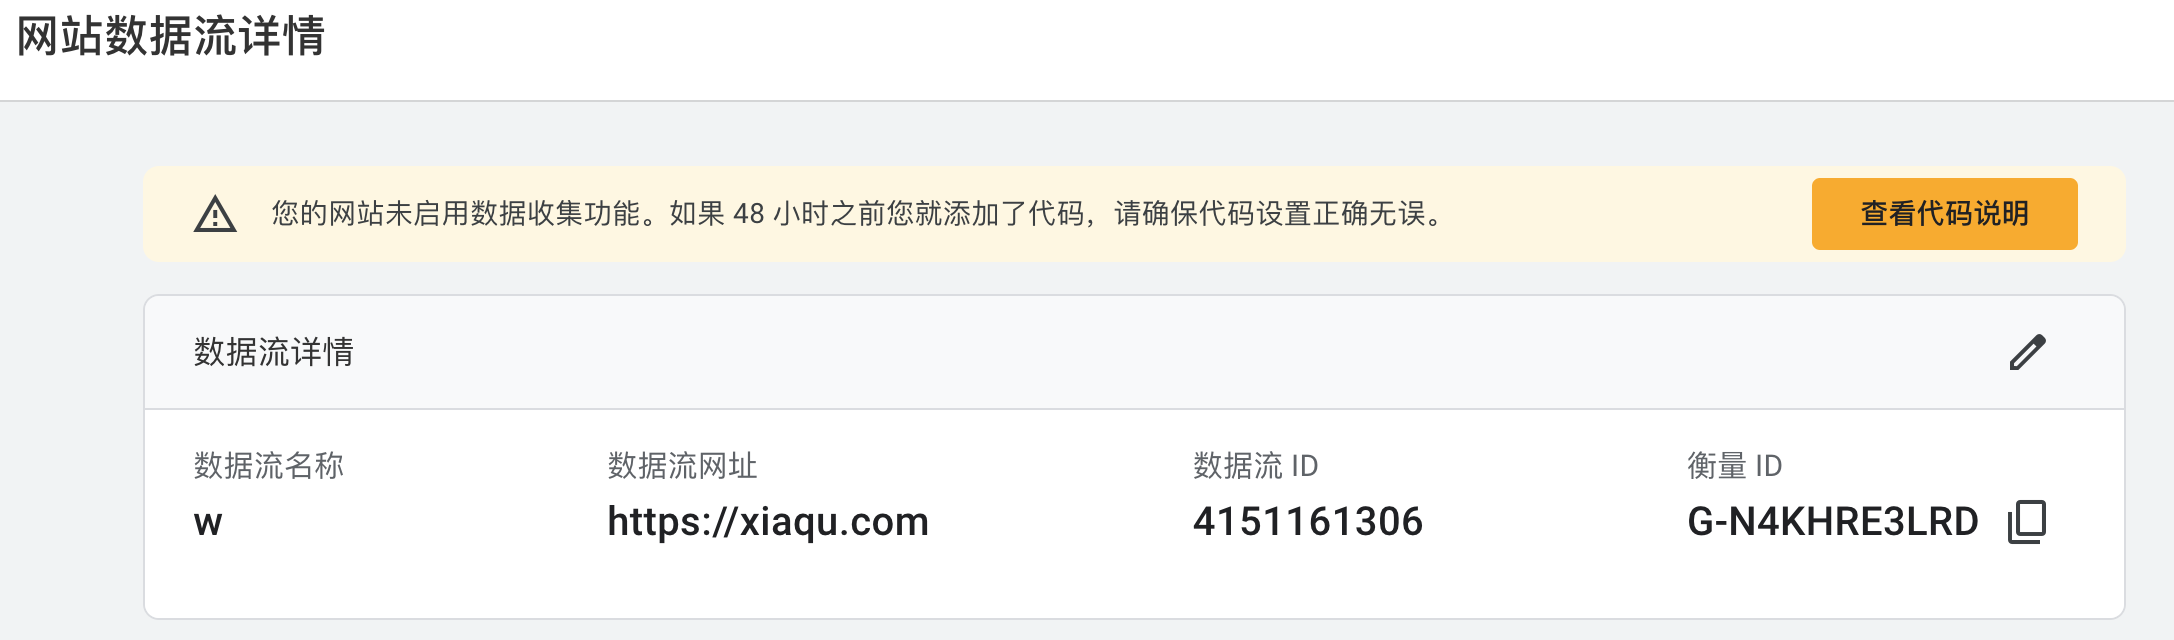 网站数据流详情
您的网站未启用数据收集功能。如果 48 小时之前您就添加了代码，请确保代码设置正确无误。
查看代码说明
数据流详情
数据流名称
w
数据流网址
https://xiaqu.com
数据流 ID
4151161306
衡量 ID
G-N4KHRE3LRD